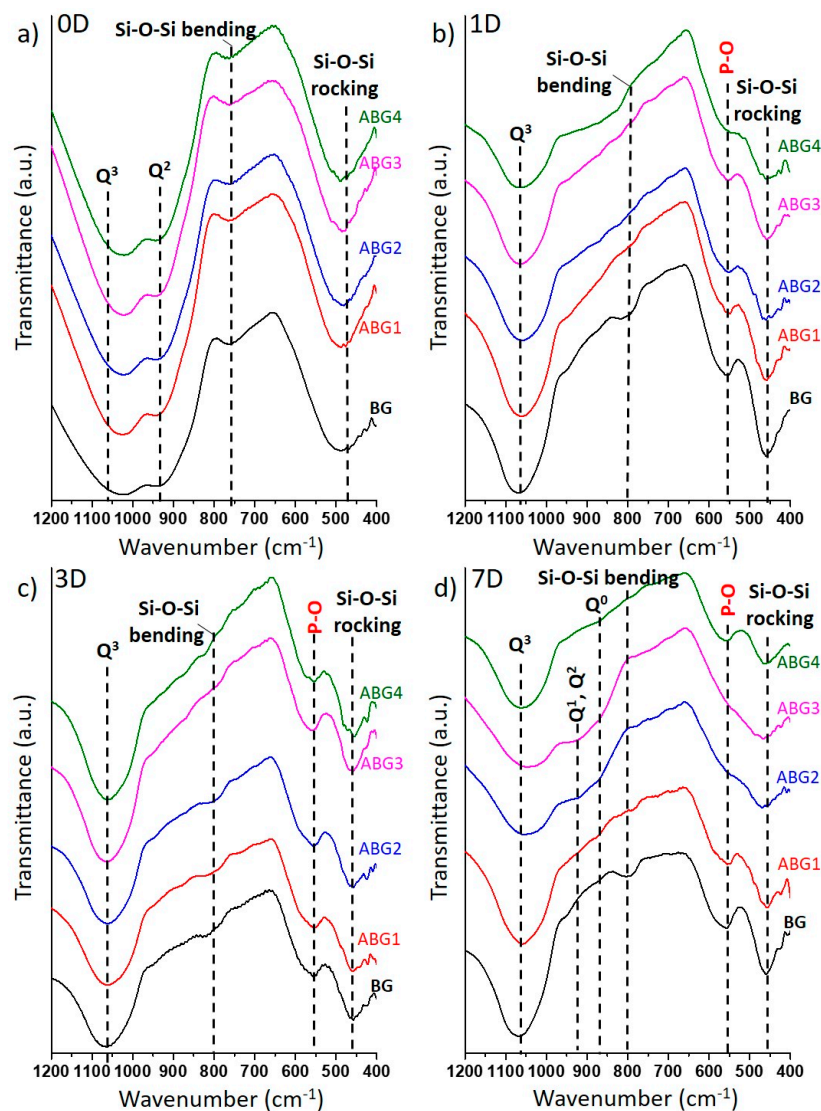 a) 0D
Si-O-Si bending
Si-O-Si
rocking
Q³
Q²
ABG4
ABG3
ABG2
ABG1
BG
Transmittance (a.u.)
1200 1100 1000 900 800 700 600 500 400
Wavenumber (cm⁻¹)
b) 1D
Si-O-Si
bending
P-O
Si-O-Si
rocking
Q³
ABG4
ABG3
ABG2
ABG1
BG
Transmittance (a.u.)
1200 1100 1000 900 800 700 600 500 400
Wavenumber (cm⁻¹)
c) 3D
Si-O-Si
bending
P-O
Si-O-Si
rocking
Q³
ABG4
ABG3
ABG2
ABG1
BG
Transmittance (a.u.)
1200 1100 1000 900 800 700 600 500 400
Wavenumber (cm⁻¹)
d) 7D
Si-O-Si bending
Q⁰
P-O
Si-O-Si
rocking
Q³
Q¹, Q²
ABG4
ABG3
ABG2
ABG1
BG
Transmittance (a.u.)
1200 1100 1000 900 800 700 600 500 400
Wavenumber (cm⁻¹)